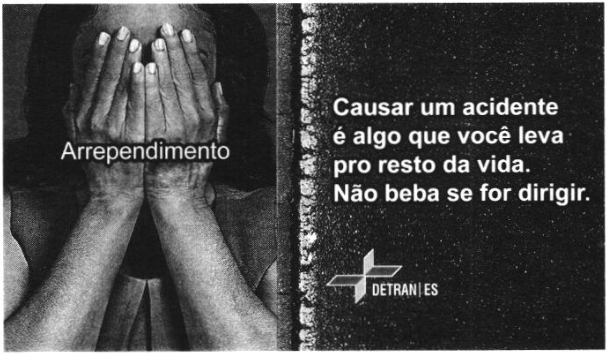 Arrependimento
Causar um acidente
é algo que você leva
pro resto da vida.
Não beba se for dirigir.
DETRAN|ES